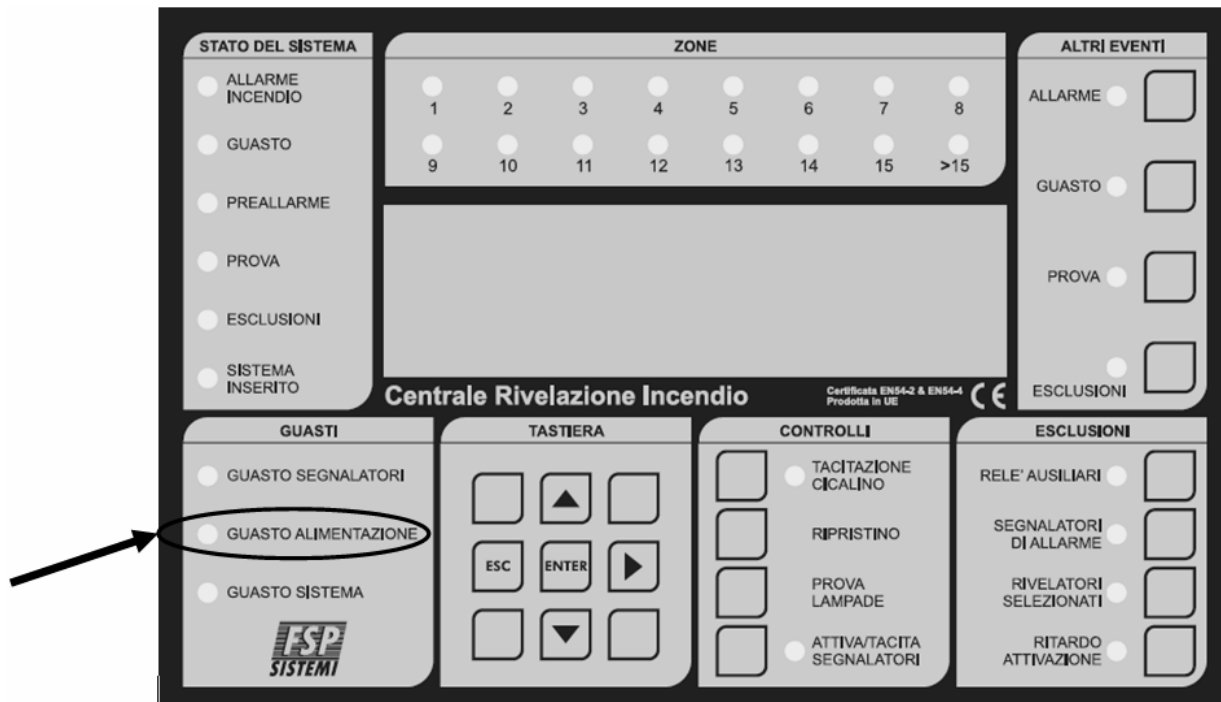 STATO DEL SISTEMA
ALLARME
INCENDIO
GUASTO
PREALLARME
PROVA
ESCLUSIONI
SISTEMA
INSERITO
ZONE
1 2 3 4 5 6 7 8
9 10 11 12 13 14 15 >15
ALTRI EVENTI
ALLARME
GUASTO
PROVA
ESCLUSIONI
Centrale Rivelazione Incendio
Certificata EN54-2 & EN54-4
Prodotta in UE
CE
GUASTI
GUASTO SEGNALATORI
GUASTO ALIMENTAZIONE
GUASTO SISTEMA
FSP
SISTEMI
TASTIERA
ESC ENTER
CONTROLLI
TACITAZIONE
CICALINO
RIPRISTINO
PROVA
LAMPADE
ATTIVA/TACITA
SEGNALATORI
ESCLUSIONI
RELE' AUSILIARI
SEGNALATORI
DI ALLARME
RIVELATORI
SELEZIONATI
RITARDO
ATTIVAZIONE